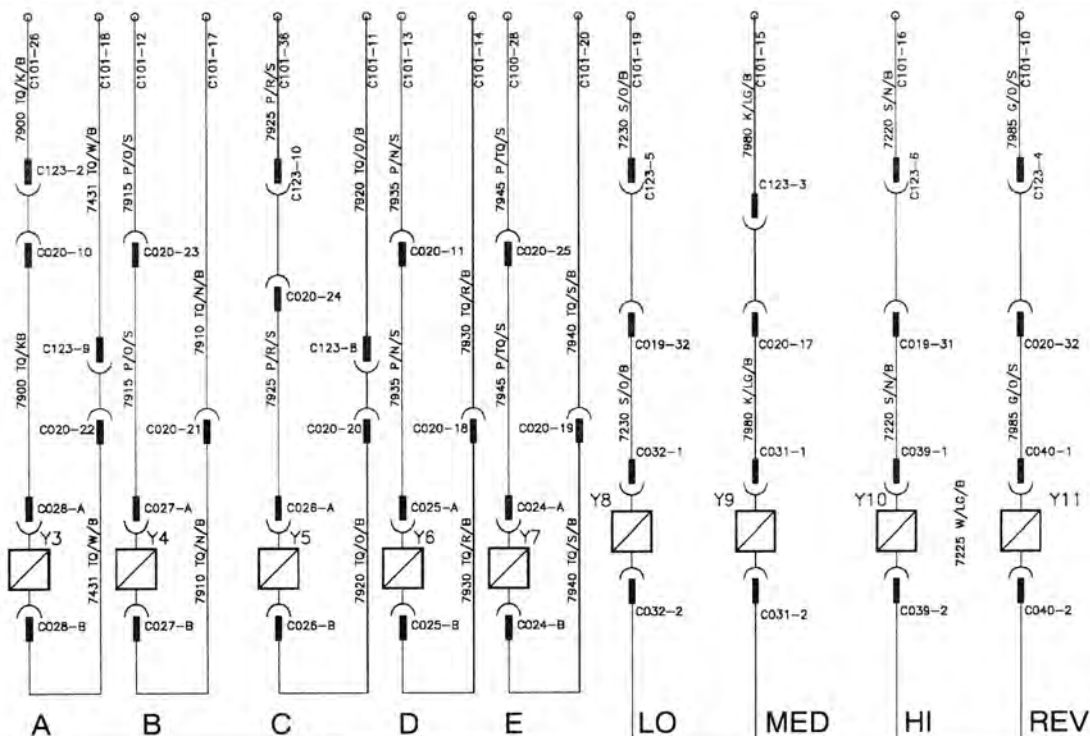 C101-26
7900 TQ/K/B
C123-2
C020-10
7900 TQ/KB
C028-A
Y3
C028-B
A
C101-18
7431 TQ/W/B
C123-9
C020-22
7431 TQ/W/B
C101-12
7915 P/O/S
C020-23
7915 P/O/S
C027-A
Y4
C027-B
B
C101-17
7910 TQ/N/B
C020-21
7910 TQ/N/B
C101-36
7925 P/R/S
C123-10
C020-24
7925 P/R/S
C026-A
Y5
C026-B
C
C101-11
7920 TQ/O/B
C123-8
C020-20
7920 TQ/O/B
C101-13
7935 P/N/S
C020-11
7935 P/N/S
C025-A
Y6
C025-B
D
C101-14
7930 TQ/R/B
C020-18
7930 TQ/R/B
C100-28
7945 P/TQ/S
C020-25
7945 P/TQ/S
C024-A
Y7
C024-B
E
C101-20
7940 TQ/S/B
C020-19
7940 TQ/S/B
C101-19
7230 S/O/B
C123-5
C019-32
7230 S/O/B
C032-1
Y8
C032-2
LO
C101-15
7980 K/LG/B
C123-3
C020-17
7980 K/LG/B
C031-1
Y9
C031-2
MED
C101-16
7220 S/N/B
C123-6
C019-31
7220 S/N/B
C039-1
Y10
7225 W/LG/B
C039-2
HI
C101-10
7985 G/O/S
C123-4
C020-32
7985 G/O/S
C040-1
Y11
C040-2
REV